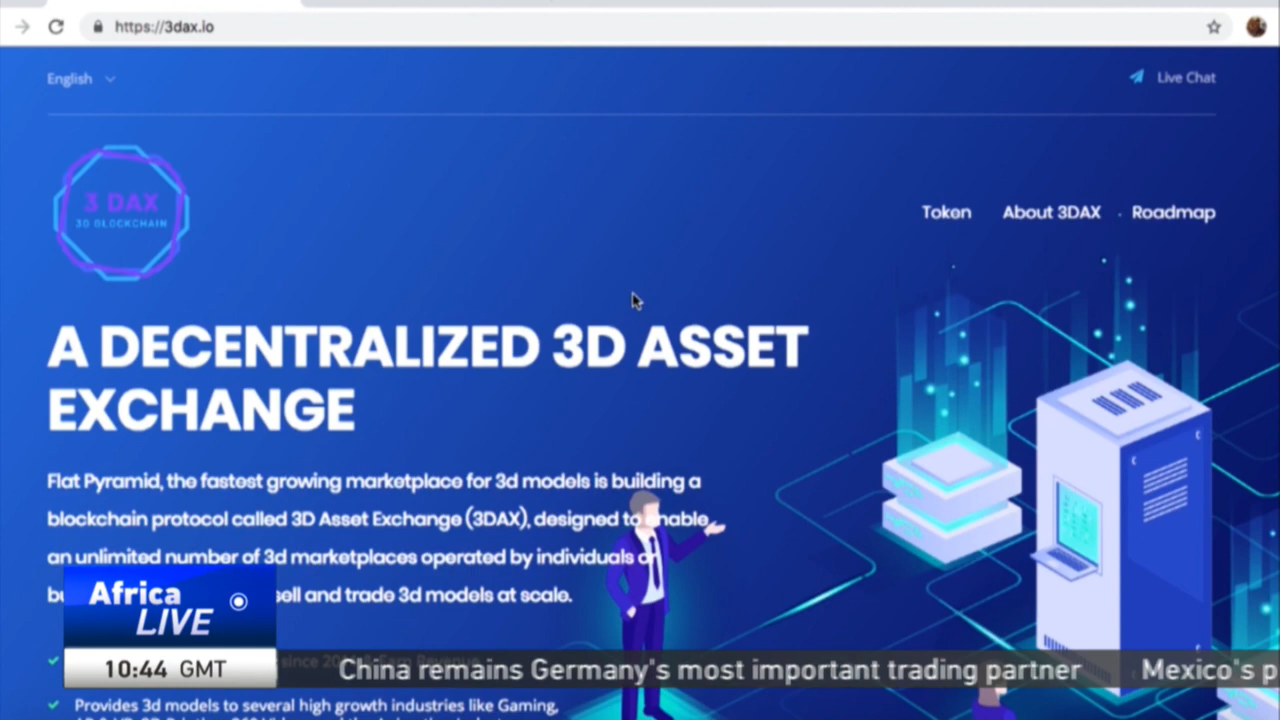 https://3dax.io
English
Live Chat
3 DAX
3D BLOCKCHAIN
Token
About 3DAX
Roadmap
A DECENTRALIZED 3D ASSET
EXCHANGE
Flat Pyramid, the fastest growing marketplace for 3d models is building a
blockchain protocol called 3D Asset Exchange (3DAX), designed to enable
an unlimited number of 3d marketplaces operated by individuals or
sell and trade 3d models at scale.
Africa
LIVE
since
10:44 GMT
China remains Germany's most important trading partner
Mexico's p
Provides 3d models to several high growth industries like Gaming,